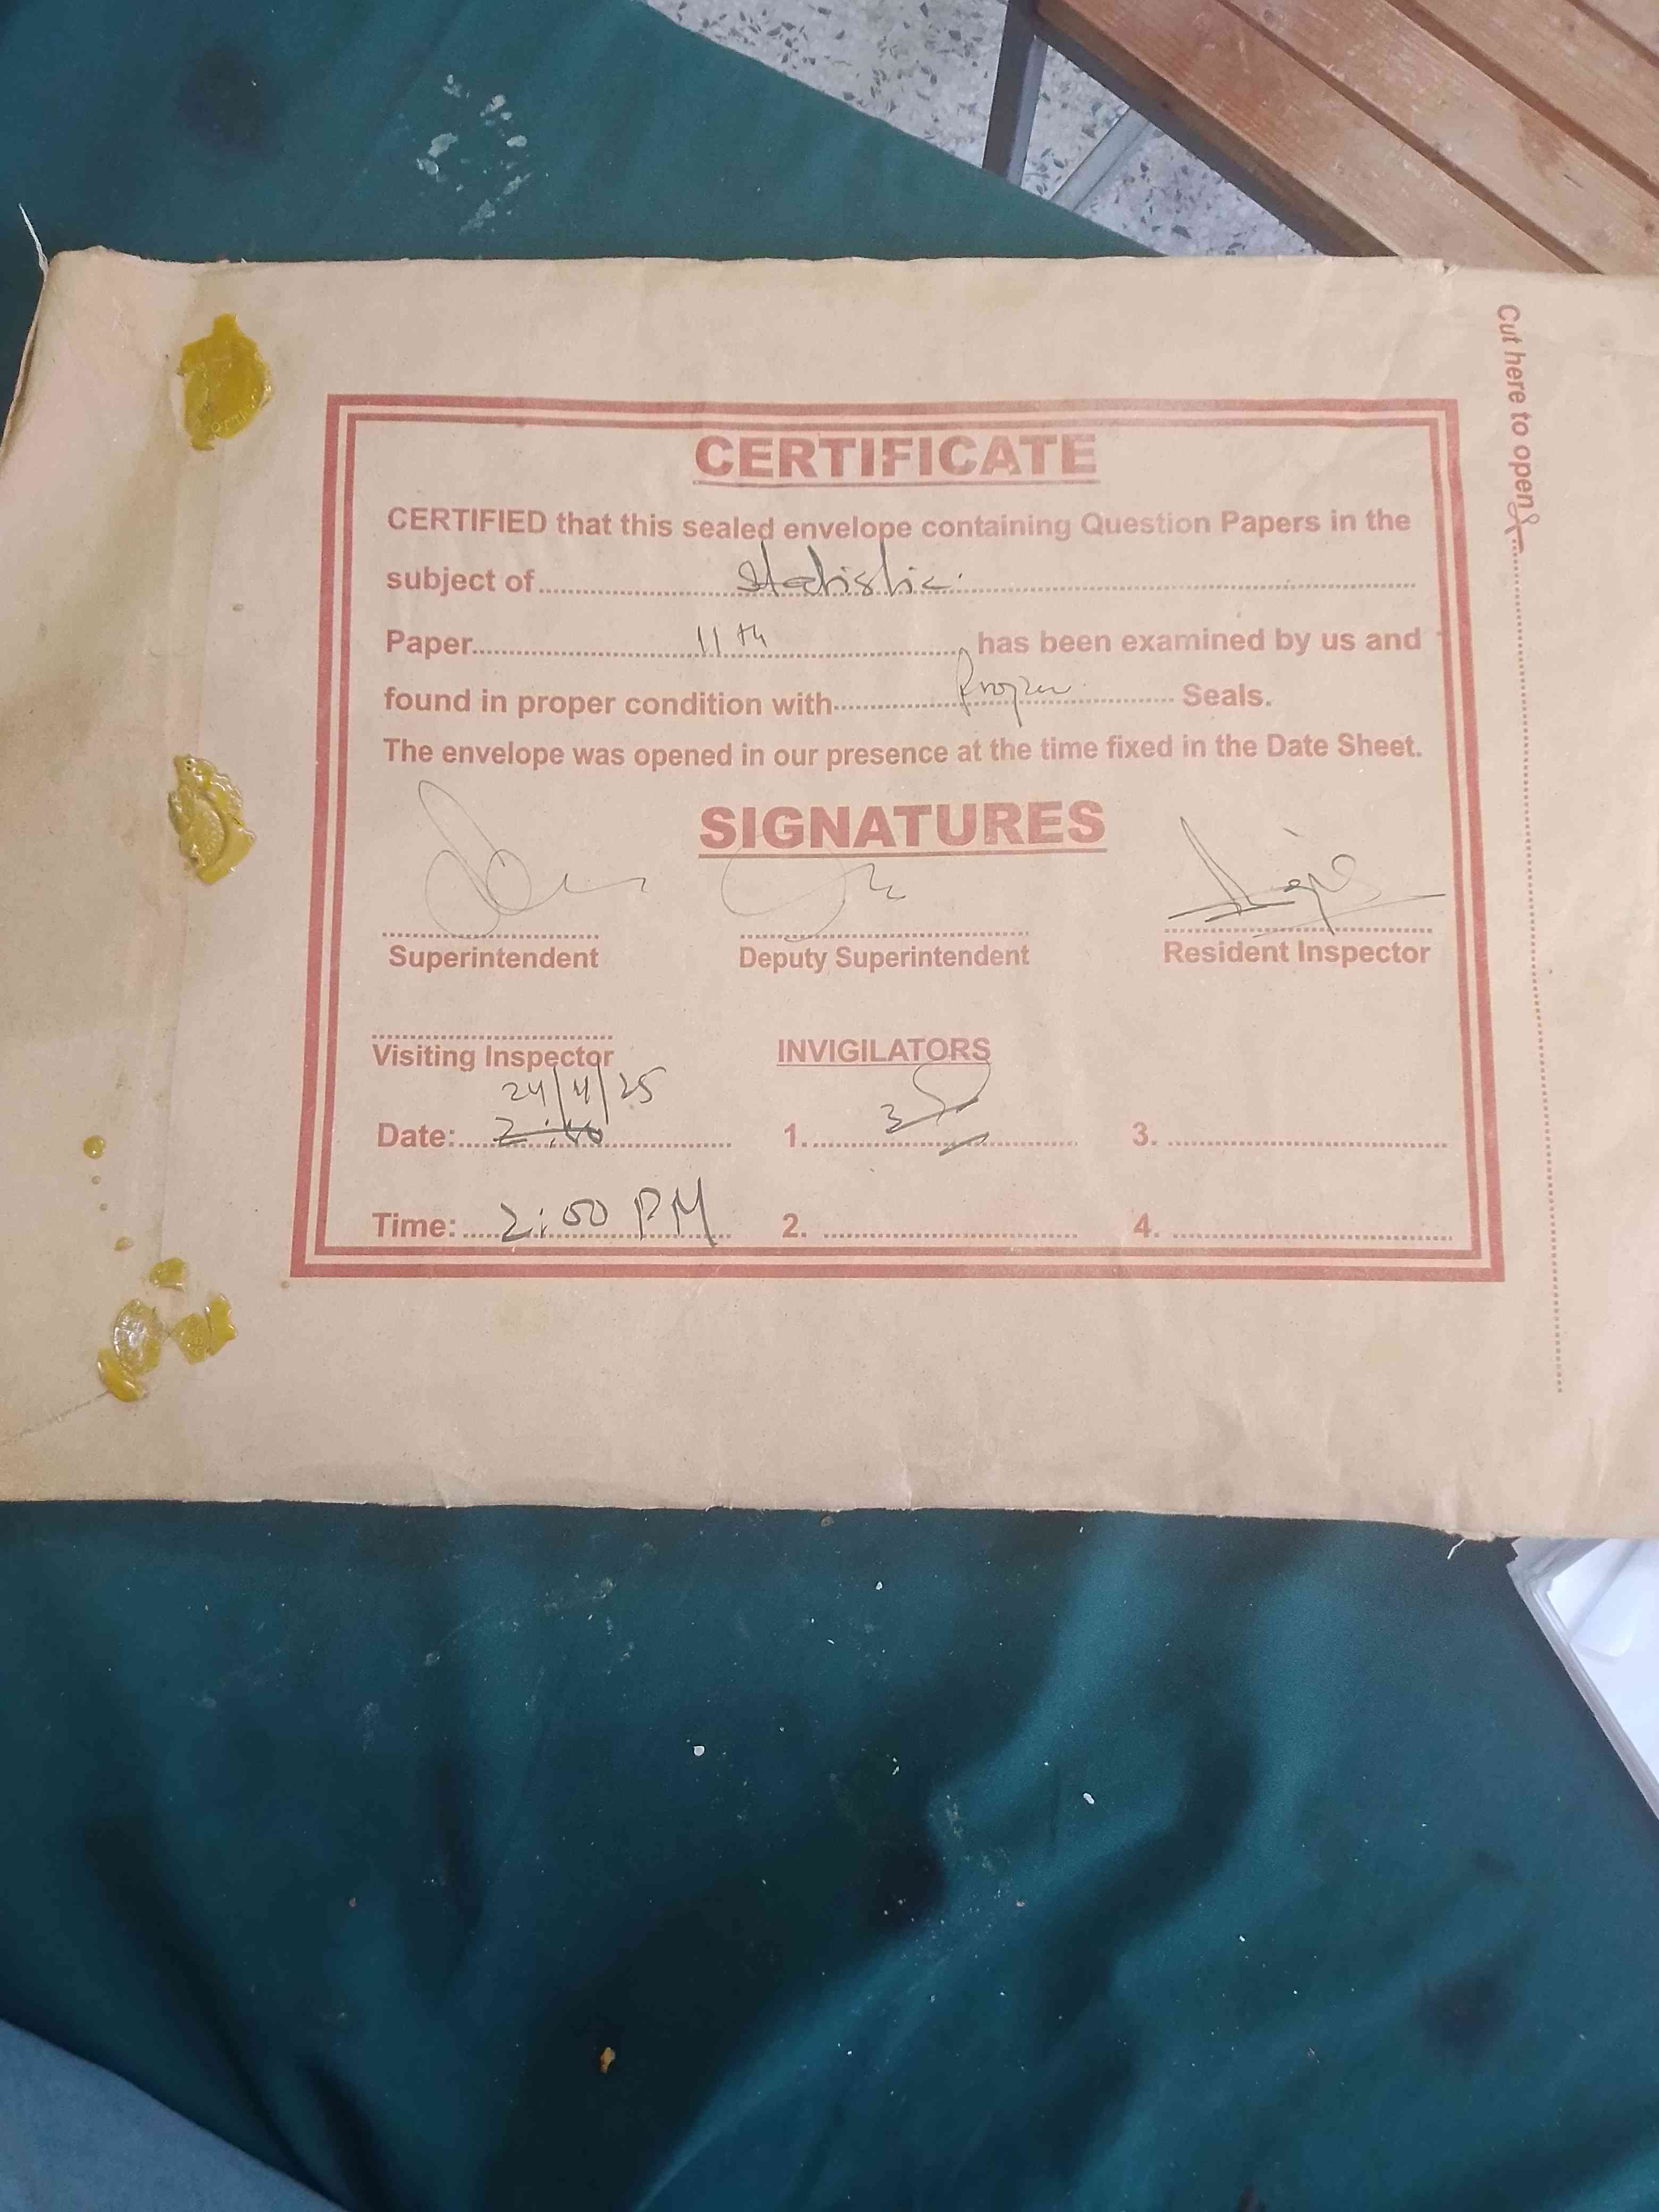 Cut here to open
CERTIFICATE
CERTIFIED that this sealed envelope containing Question Papers in the
subject of Statistic
Paper 11th has been examined by us and
found in proper condition with Proper Seals.
The envelope was opened in our presence at the time fixed in the Date Sheet.
SIGNATURES
Superintendent Deputy Superintendent Resident Inspector
Visiting Inspector INVIGILATORS
24/4/25
Date: 1. 3.
Time: 2:00 PM 2. 4.